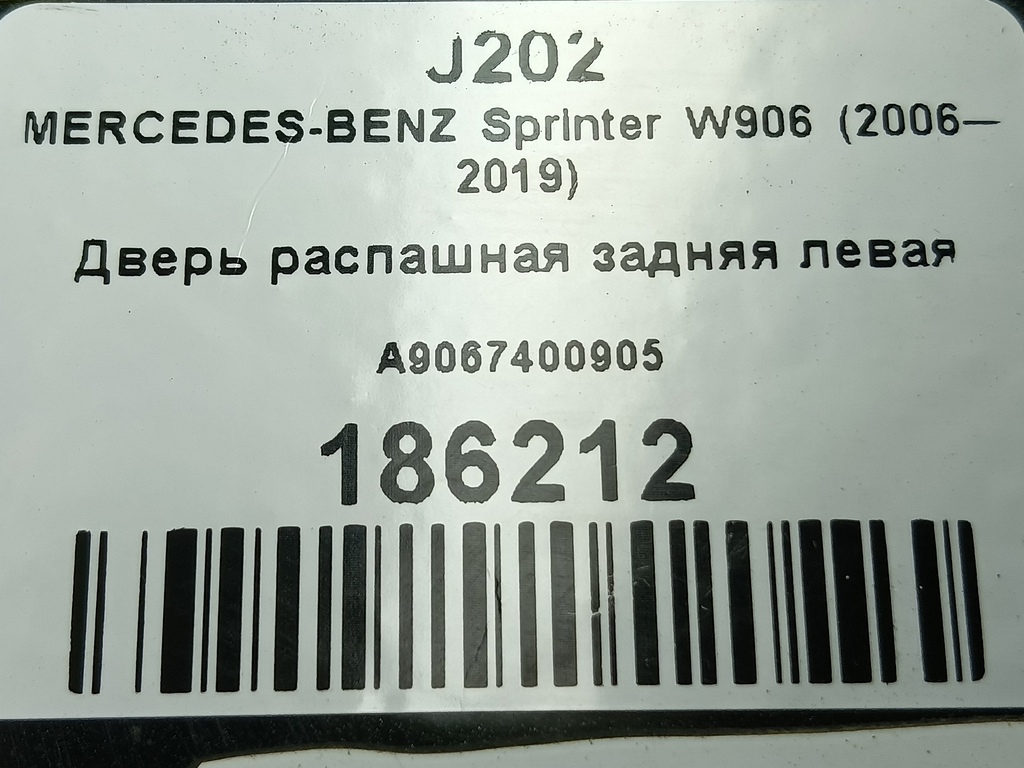 J202
MERCEDES-BENZ Sprinter W906 (2006—
2019)
Дверь распашная задняя левая
A9067400905
186212